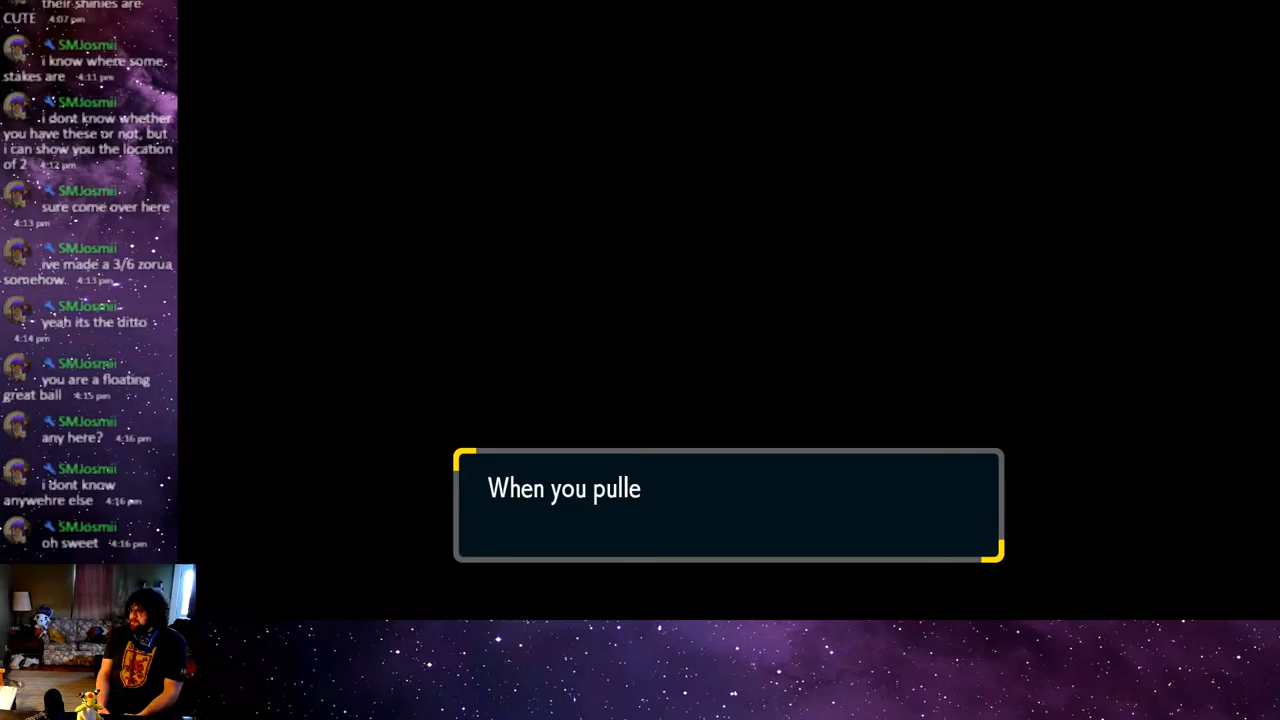 their shinies are
CUTE 4:07 pm
SMJosmii
i know where some
stakes are 4:11 pm
SMJosmii
i dont know whether
you have these or not, but
i can show you the location
of 2 4:12 pm
SMJosmii
sure come over here
4:13 pm
SMJosmii
ive made a 3/6 zorua
somehow. 4:13 pm
SMJosmii
yeah its the ditto
4:14 pm
SMJosmii
you are a floating
great ball 4:15 pm
SMJosmii
any here? 4:16 pm
SMJosmii
i dont know
anywehre else 4:16 pm
SMJosmii
oh sweet 4:16 pm
When you pulle